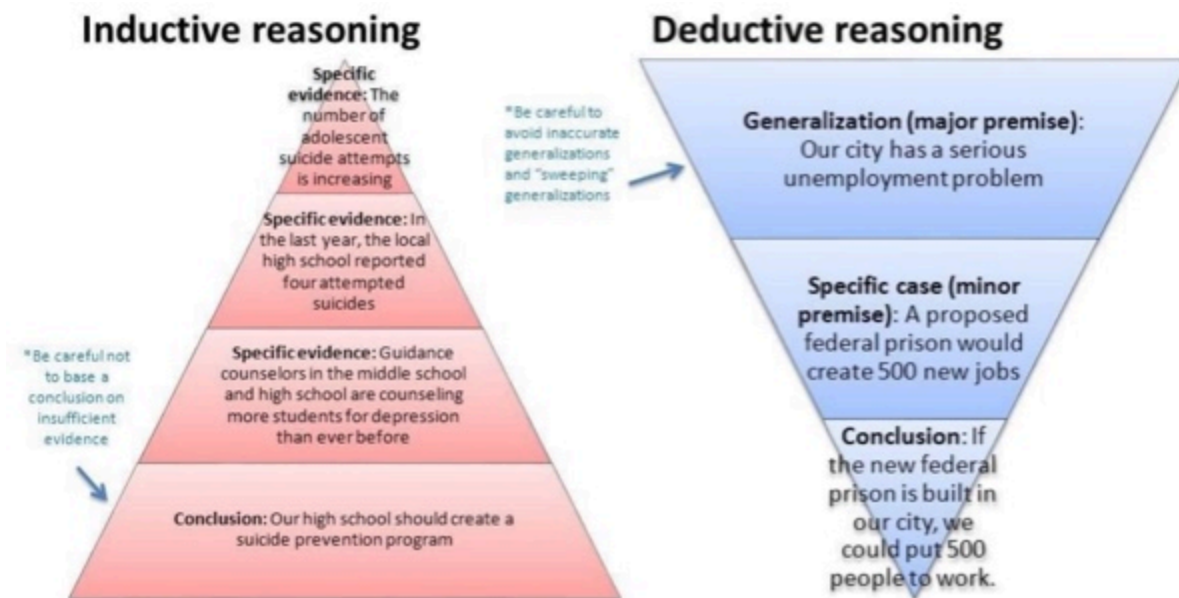 Inductive reasoning
Specific
evidence: The
number of
adolescent
suicide attempts
is increasing
Specific evidence: In
the last year, the local
high school reported
four attempted
suicides
*Be careful not
to base a
conclusion on
insufficient
evidence
Specific evidence: Guidance
counselors in the middle school
and high school are counseling
more students for depression
than ever before
Conclusion: Our high school should create a
suicide prevention program
Deductive reasoning
*Be careful to
avoid inaccurate
generalizations
and "sweeping"
generalizations
Generalization (major premise):
Our city has a serious
unemployment problem
Specific case (minor
premise): A proposed
federal prison would
create 500 new jobs
Conclusion: If
the new federal
prison is built in
our city, we
could put 500
people to work.